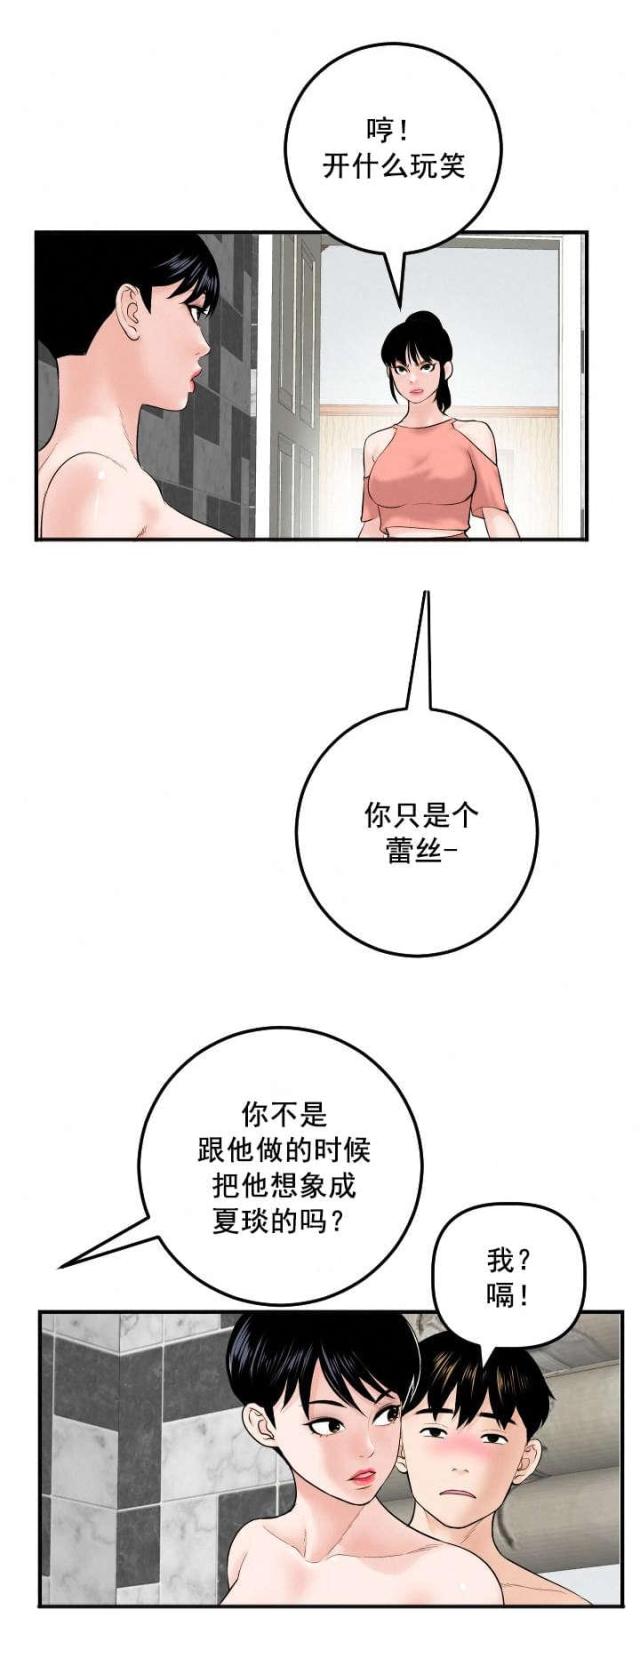 哼！
开什么玩笑
你只是个
蕾丝-
你不是
跟他做的时候
把他想象成
夏琰的吗？
我？
嗝！